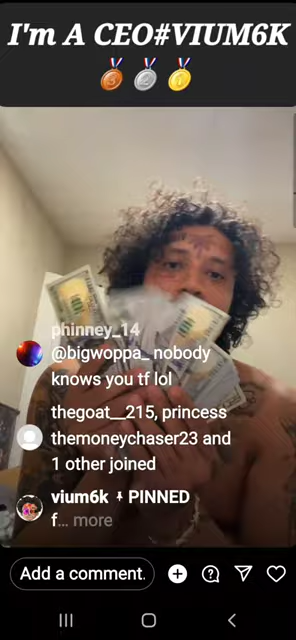 I'm A CEO#VIUM6K
phinney_14
@bigwoppa_ nobody
knows you tf lol
thegoat__215, princess
themoneychaser23 and
1 other joined
vium6k PINNED
f... more
Add a comment.